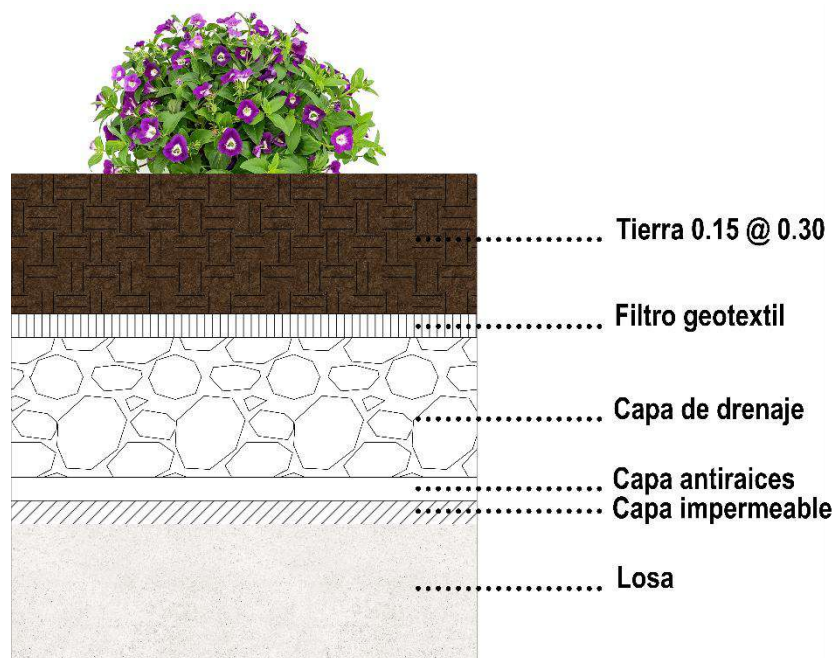 Tierra 0.15 @ 0.30
Filtro geotextil
Capa de drenaje
Capa antiraices
Capa impermeable
Losa